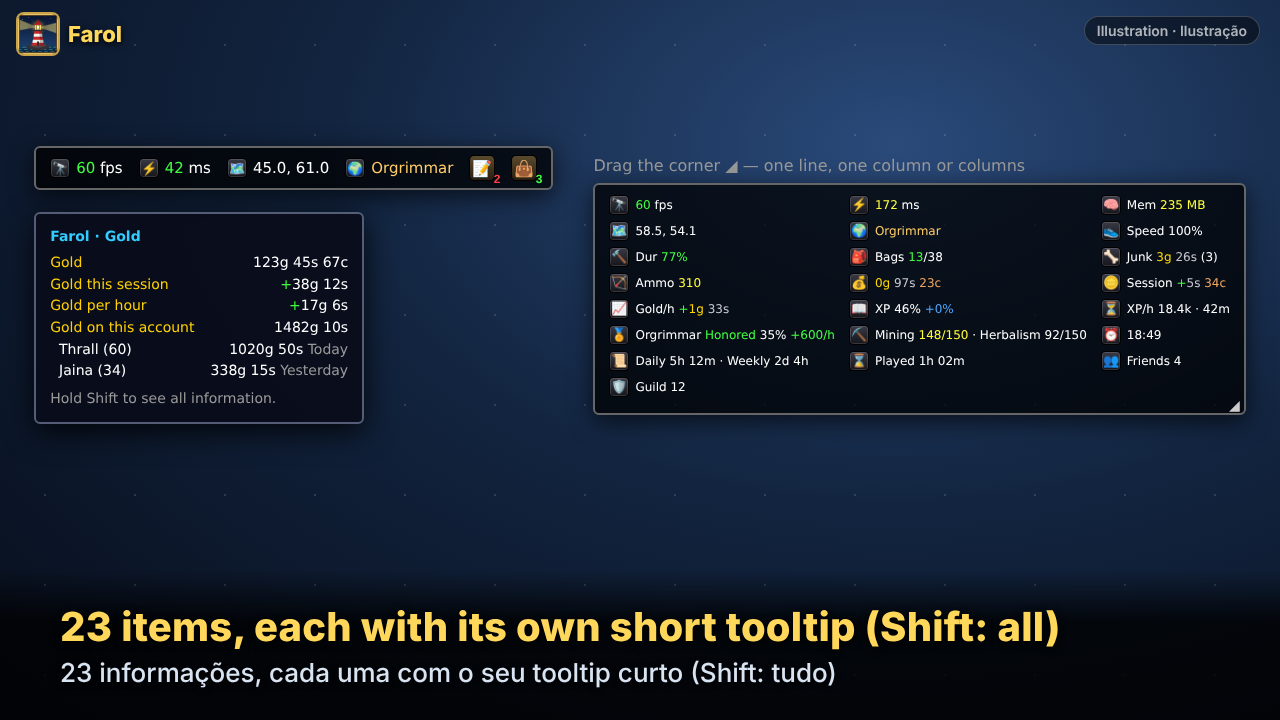 Farol
Illustration · Ilustração
60 fps 42 ms 45.0, 61.0 Orgrimmar 2 3
Farol · Gold
Gold 123g 45s 67c
Gold this session +38g 12s
Gold per hour +17g 6s
Gold on this account 1482g 10s
Thrall (60) 1020g 50s Today
Jaina (34) 338g 15s Yesterday
Hold Shift to see all information.
Drag the corner ◢ — one line, one column or columns
60 fps 172 ms Mem 235 MB
58.5, 54.1 Orgrimmar Speed 100%
Dur 77% Bags 13/38 Junk 3g 26s (3)
Ammo 310 0g 97s 23c Session +5s 34c
Gold/h +1g 33s XP 46% +0% XP/h 18.4k · 42m
Orgrimmar Honored 35% +600/h Mining 148/150 · Herbalism 92/150 18:49
Daily 5h 12m · Weekly 2d 4h Played 1h 02m Friends 4
Guild 12
23 items, each with its own short tooltip (Shift: all)
23 informações, cada uma com o seu tooltip curto (Shift: tudo)